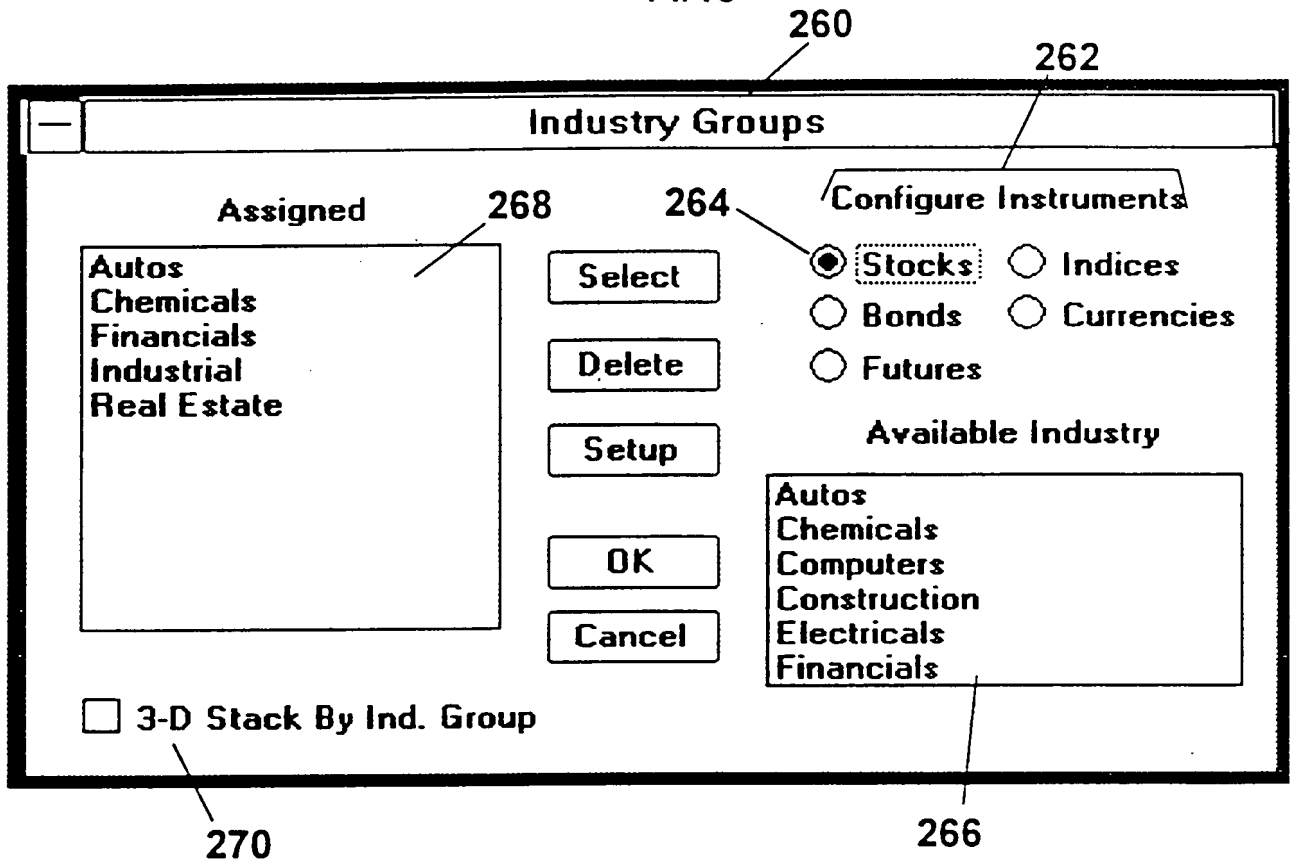 260
262
Industry Groups
Assigned
268
264
Configure Instruments
Autos
Chemicals
Financials
Industrial
Real Estate
Select
Delete
Setup
OK
Cancel
Stocks
Indices
Bonds
Currencies
Futures
Available Industry
Autos
Chemicals
Computers
Construction
Electricals
Financials
3-D Stack By Ind. Group
270
266